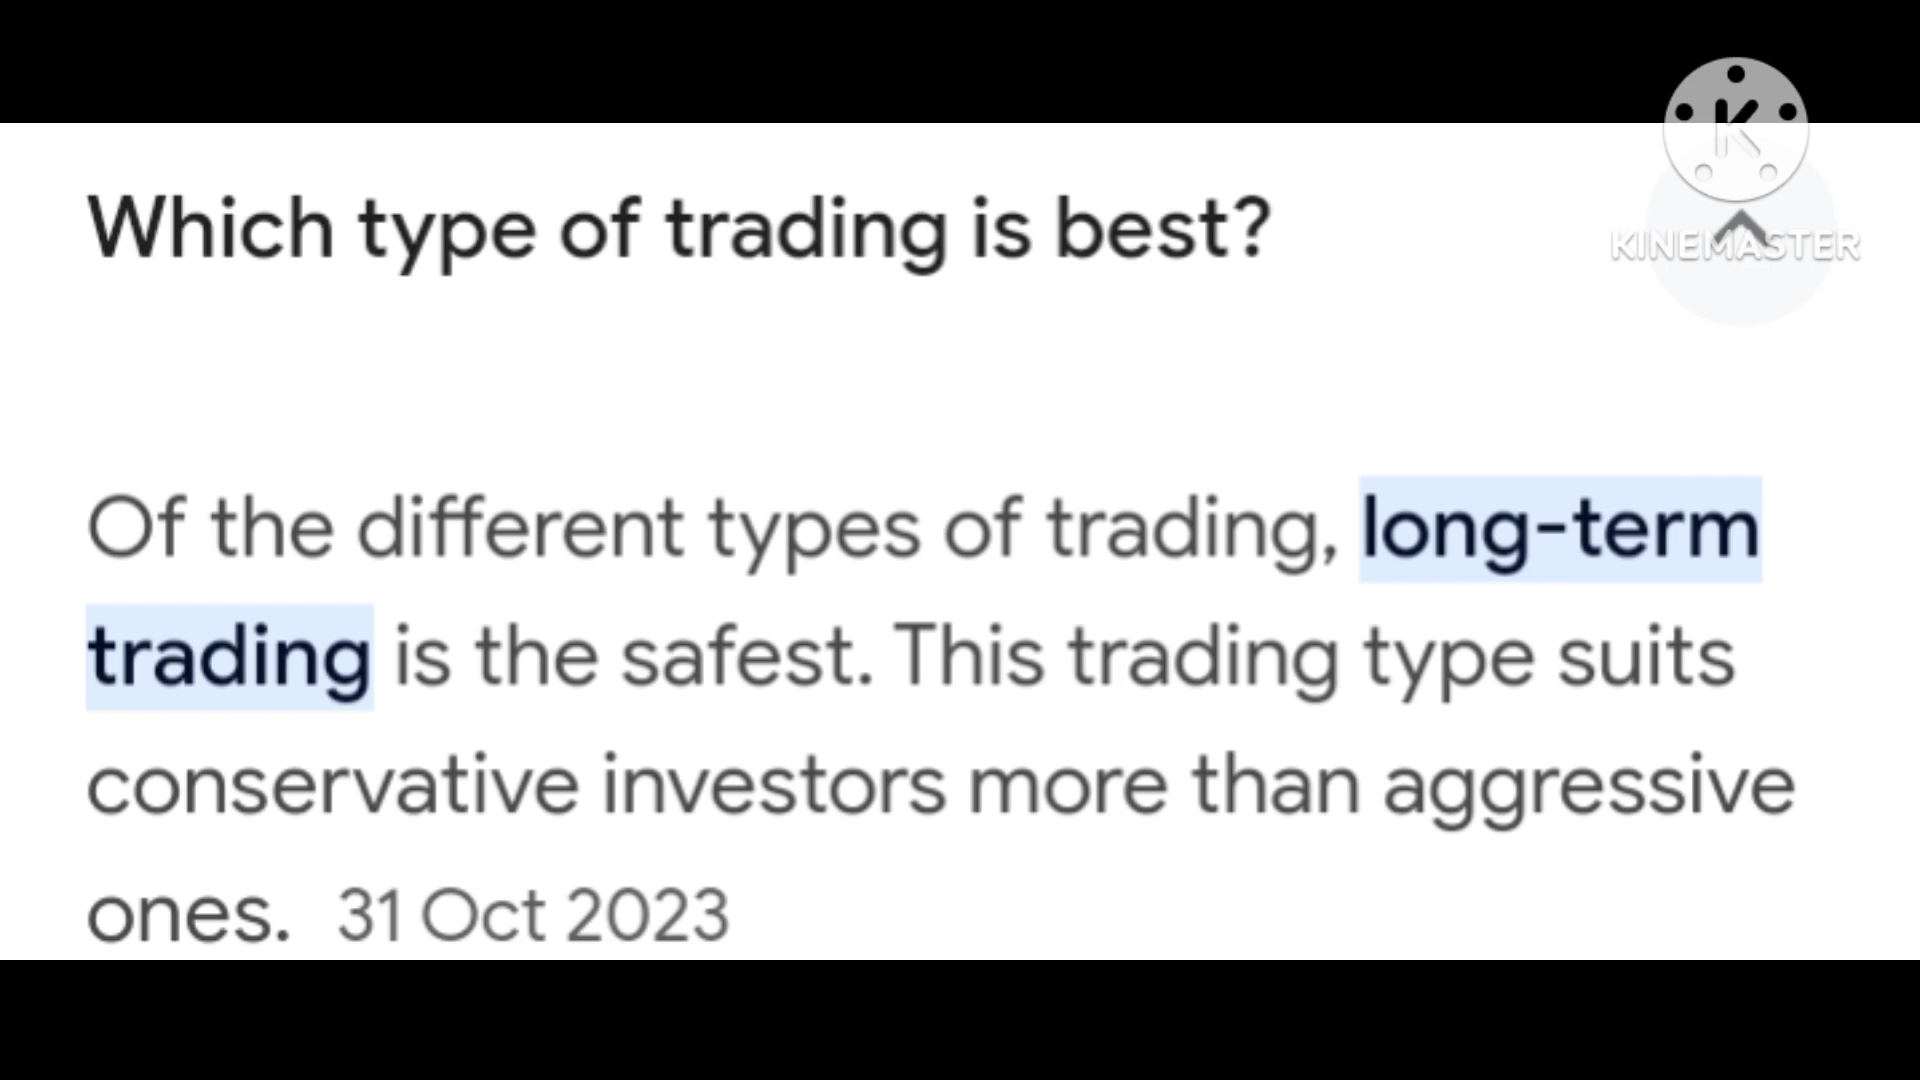 Which type of trading is best?
KINEMASTER
Of the different types of trading, long-term
trading is the safest. This trading type suits
conservative investors more than aggressive
ones. 31 Oct 2023